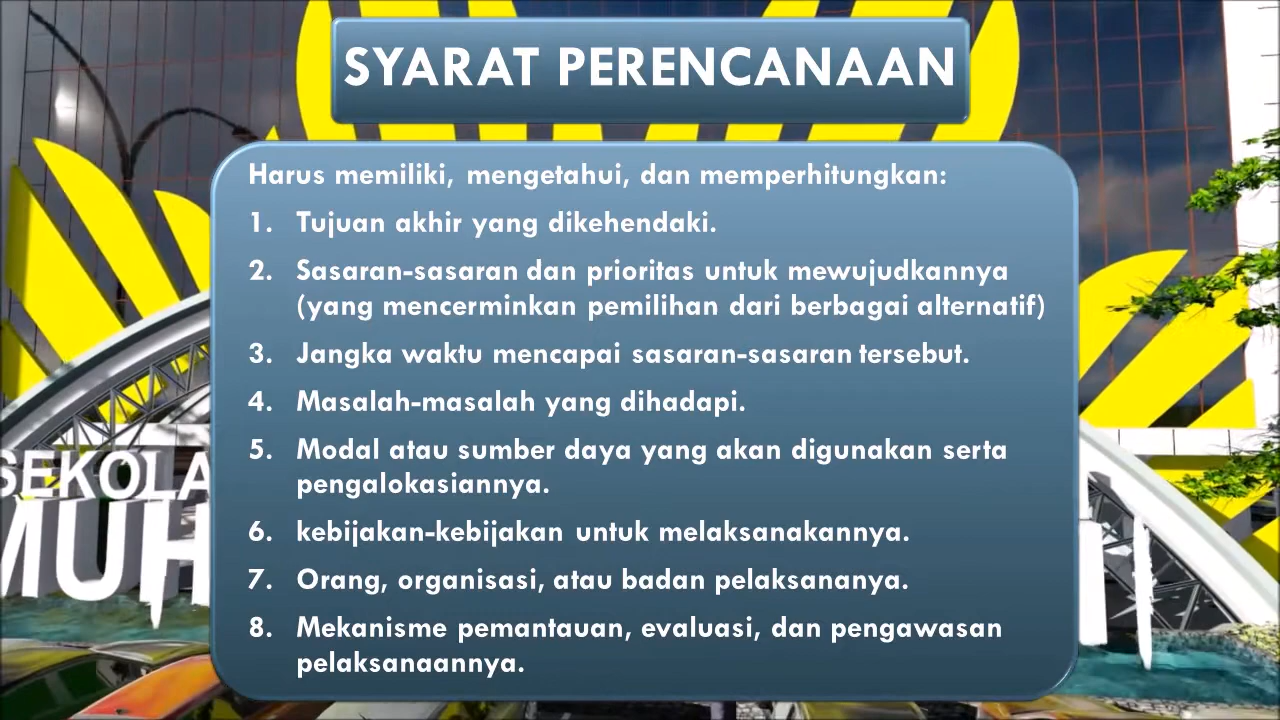 SYARAT PERENCANAAN
Harus memiliki, mengetahui, dan memperhitungkan:
1. Tujuan akhir yang dikehendaki.
2. Sasaran-sasaran dan prioritas untuk mewujudkannya
(yang mencerminkan pemilihan dari berbagai alternatif)
3. Jangka waktu mencapai sasaran-sasaran tersebut.
4. Masalah-masalah yang dihadapi.
5. Modal atau sumber daya yang akan digunakan serta
pengalokasiannya.
6. kebijakan-kebijakan untuk melaksanakannya.
7. Orang, organisasi, atau badan pelaksananya.
8. Mekanisme pemantauan, evaluasi, dan pengawasan
pelaksanaannya.
SEKOLA
MUH